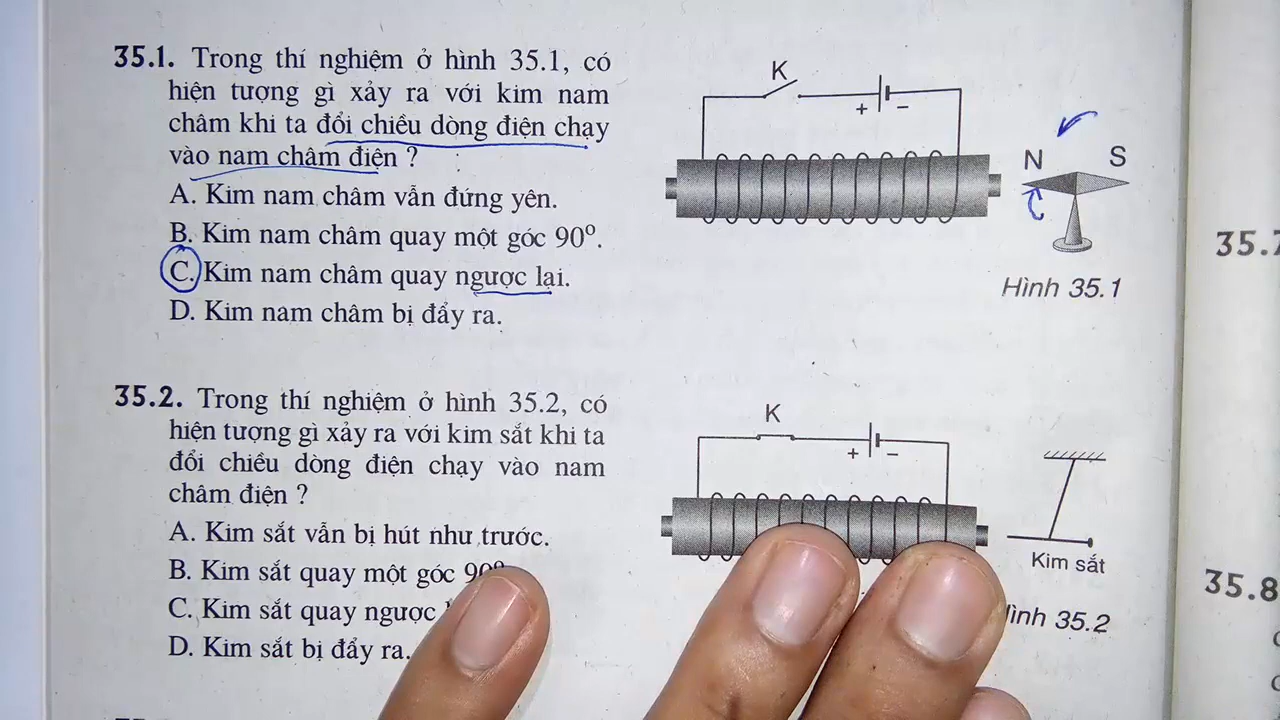 35.1. Trong thí nghiệm ở hình 35.1, có
hiện tượng gì xảy ra với kim nam
châm khi ta đổi chiều dòng điện chạy
vào nam châm điện ?
A. Kim nam châm vẫn đứng yên.
B. Kim nam châm quay một góc 90°.
C. Kim nam châm quay ngược lại.
D. Kim nam châm bị đẩy ra.
K
+ −
N S
Hình 35.1
35.2. Trong thí nghiệm ở hình 35.2, có
hiện tượng gì xảy ra với kim sắt khi ta
đổi chiều dòng điện chạy vào nam
châm điện ?
A. Kim sắt vẫn bị hút như trước.
B. Kim sắt quay một góc 90°
C. Kim sắt quay ngược
D. Kim sắt bị đẩy ra.
K
+ −
Kim sắt
35.2
35.8